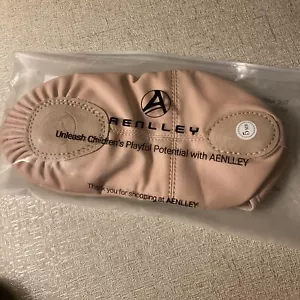 AENLLEY
Unleash Children's Playful Potential with AENLLEY
Thank you for shopping at AENLLEY